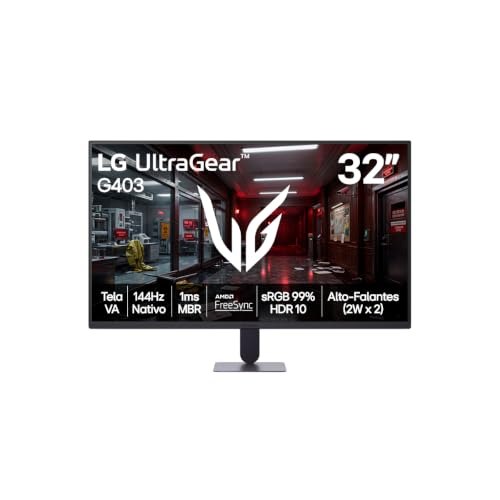 LG UltraGear™
G403
32”
Tela
VA
144Hz
Nativo
1ms
MBR
AMD
FreeSync
sRGB 99%
HDR 10
Alto-Falantes
(2W x 2)